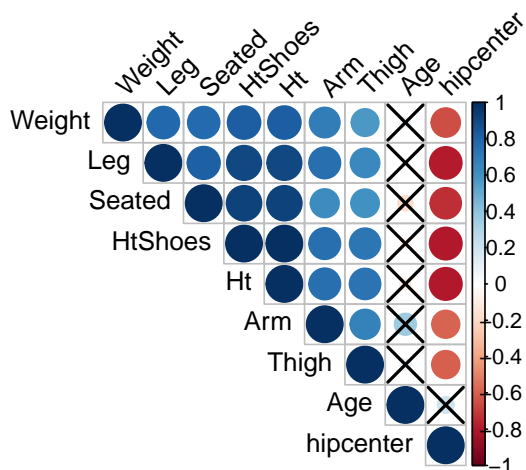 Weight
Leg
Seated
HtShoes
Ht
Arm
Thigh
Age
hipcenter
Weight
Leg
Seated
HtShoes
Ht
Arm
Thigh
Age
hipcenter
1
0.8
0.6
0.4
0.2
0
−0.2
−0.4
−0.6
−0.8
−1